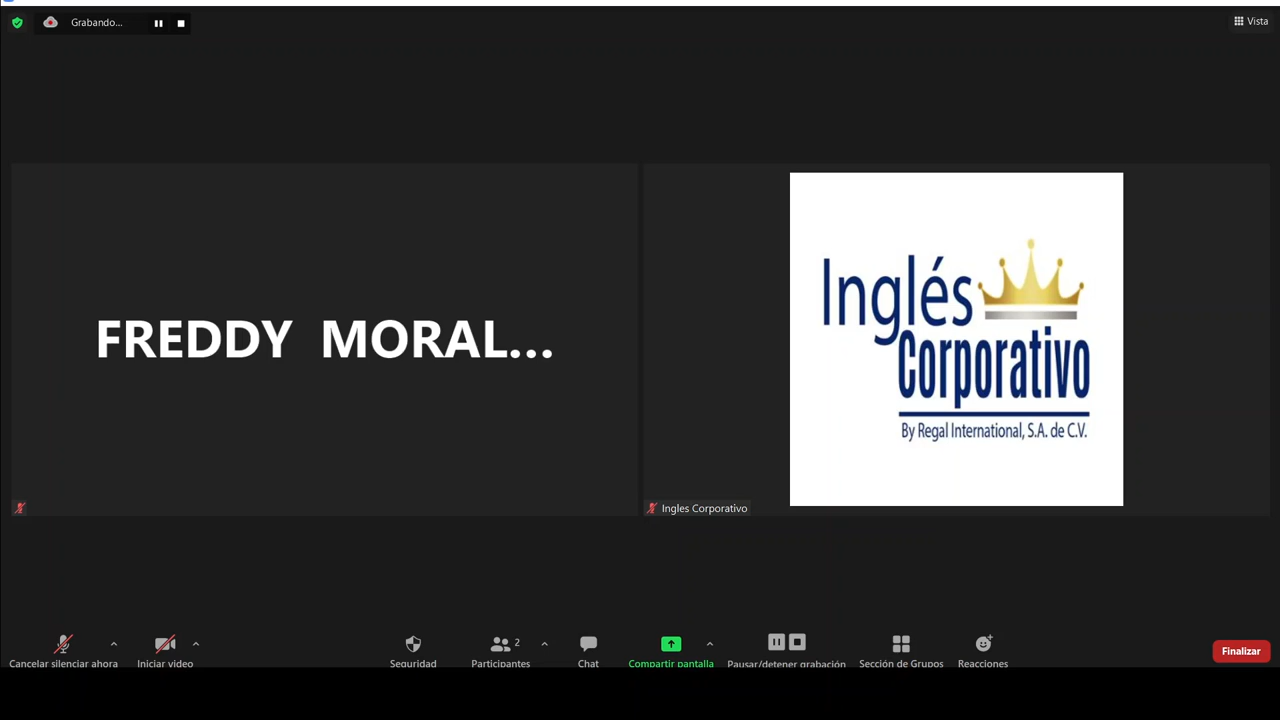 Grabando...
Vista
FREDDY MORAL...
Inglés
Corporativo
By Regal International, S.A. de C.V.
Ingles Corporativo
Cancelar silenciar ahora
Iniciar video
Seguridad
2
Participantes
Chat
Compartir pantalla
Pausar/detener grabación
Sección de Grupos
Reacciones
Finalizar